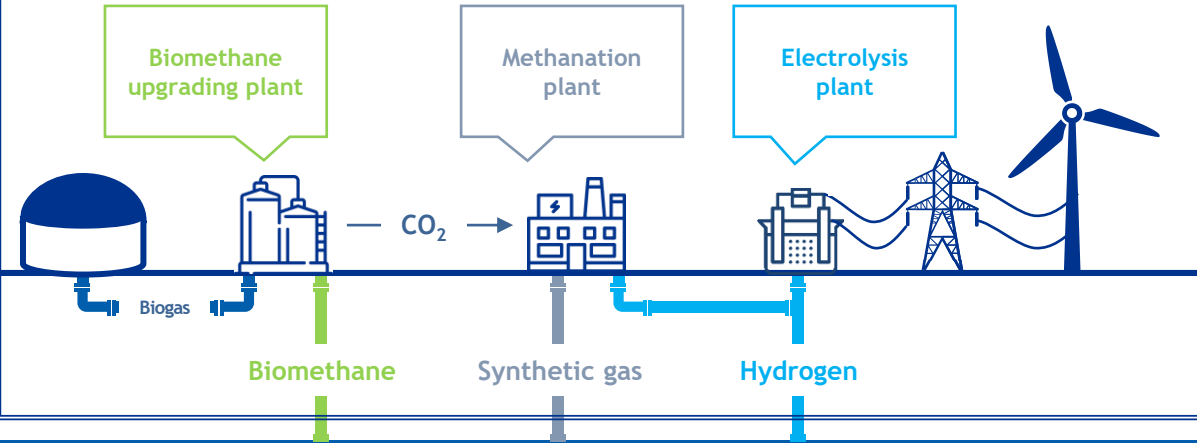 Biomethane
upgrading plant
Methanation
plant
Electrolysis
plant
CO₂
Biogas
Biomethane
Synthetic gas
Hydrogen